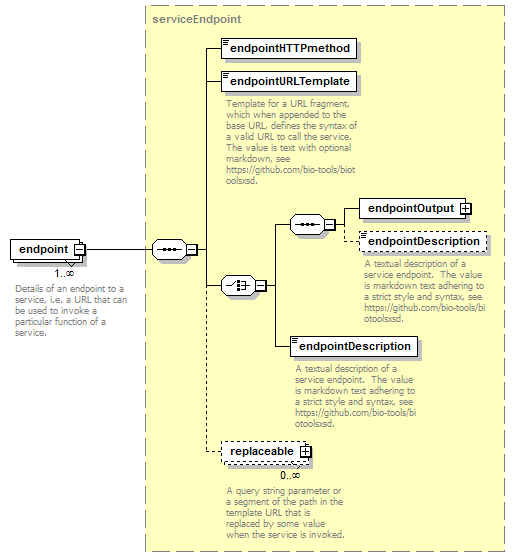 serviceEndpoint
endpointHTTPmethod
endpointURLTemplate
Template for a URL fragment,
which when appended to the
base URL, defines the syntax of
a valid URL to call the service.
The value is text with optional
markdown, see
https://github.com/bio-tools/biot
oolsxsd.
endpointOutput
endpointDescription
A textual description of a
service endpoint.  The value
is markdown text adhering to
a strict style and syntax, see
https://github.com/bio-tools/bi
otoolsxsd.
endpoint
1..∞
Details of an endpoint to a
service, i.e. a URL that can
be used to invoke a
particular function of a
service.
endpointDescription
A textual description of a
service endpoint.  The value
is markdown text adhering to
a strict style and syntax, see
https://github.com/bio-tools/bi
otoolsxsd.
replaceable
0..∞
A query string parameter or
a segment of the path in the
template URL that is
replaced by some value
when the service is invoked.